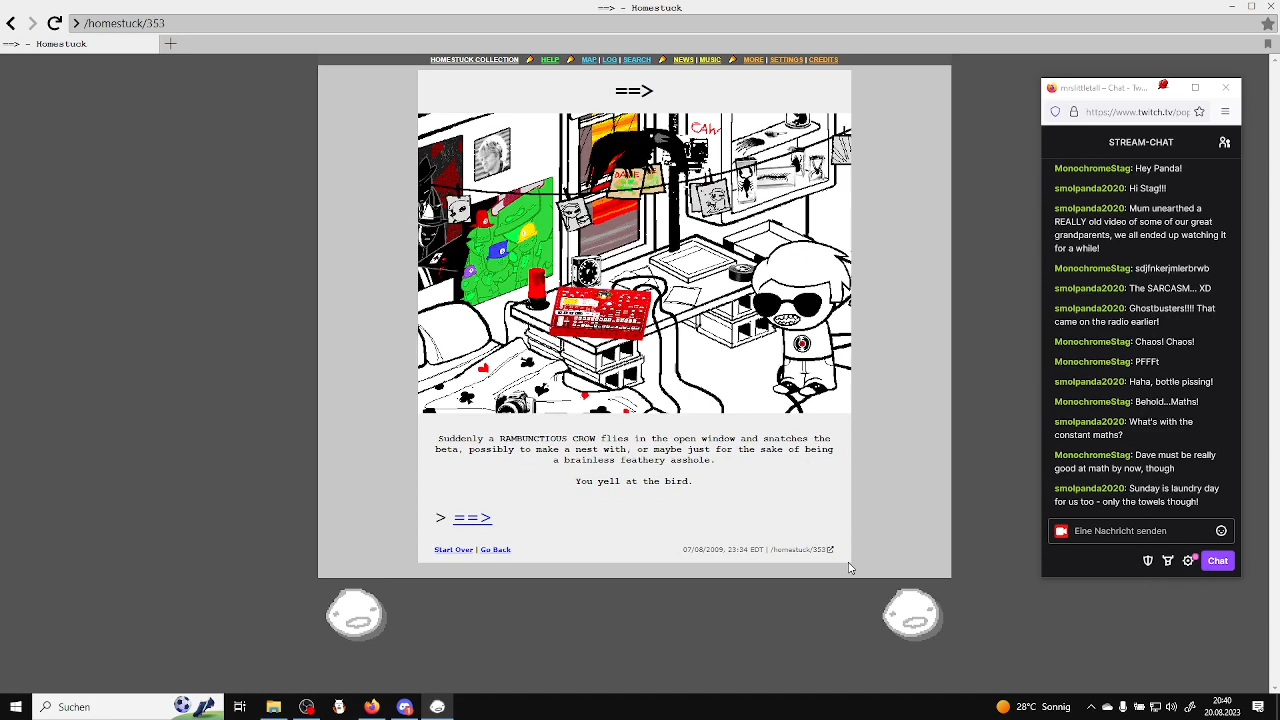 ==> - Homestuck
/homestuck/353
==> - Homestuck
HOMESTUCK COLLECTION HELP MAP | LOG | SEARCH NEWS | MUSIC MORE | SETTINGS | CREDITS
==>
CAW
DAVE
Suddenly a RAMBUNCTIOUS CROW flies in the open window and snatches the
beta, possibly to make a nest with, or maybe just for the sake of being
a brainless feathery asshole.
You yell at the bird.
> ==>
Start Over | Go Back
07/08/2009, 23:34 EDT | /homestuck/353
mrslittletall – Chat - Tw...
https://www.twitch.tv/pop
STREAM-CHAT
MonochromeStag: Hey Panda!
smolpanda2020: Hi Stag!!!
smolpanda2020: Mum unearthed a
REALLY old video of some of our great
grandparents, we all ended up watching it
for a while!
MonochromeStag: sdjfnkerjmlerbrwb
smolpanda2020: The SARCASM... XD
smolpanda2020: Ghostbusters!!!! That
came on the radio earlier!
MonochromeStag: Chaos! Chaos!
MonochromeStag: PFFFt
smolpanda2020: Haha, bottle pissing!
MonochromeStag: Behold...Maths!
smolpanda2020: What's with the
constant maths?
MonochromeStag: Dave must be really
good at math by now, though
smolpanda2020: Sunday is laundry day
for us too - only the towels though!
Eine Nachricht senden
Chat
Suchen
28°C Sonnig
20:40
20.08.2023